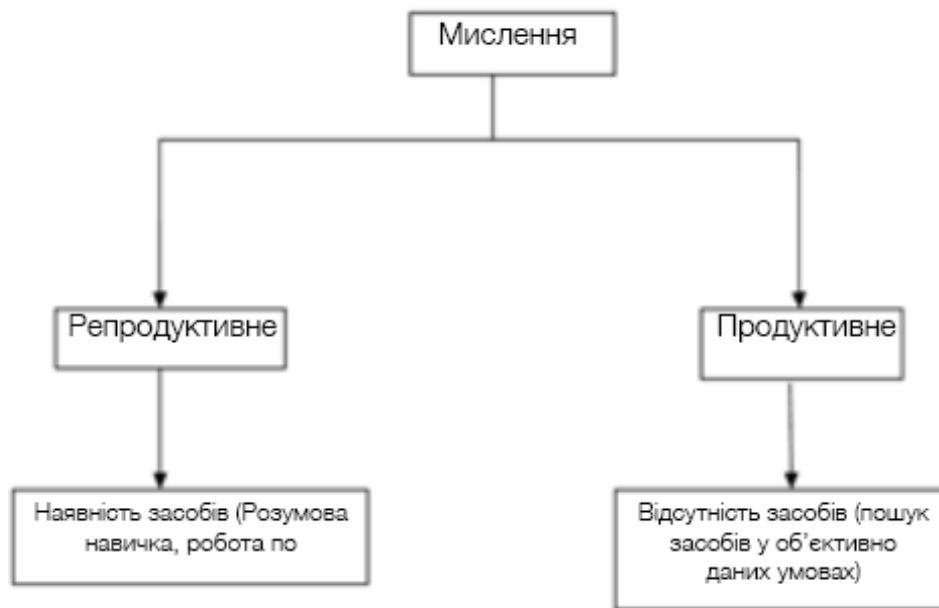 Мислення
Репродуктивне
Продуктивне
Наявність засобів (Розумова
навичка, робота по
Відсутність засобів (пошук
засобів у об’єктивно
даних умовах)